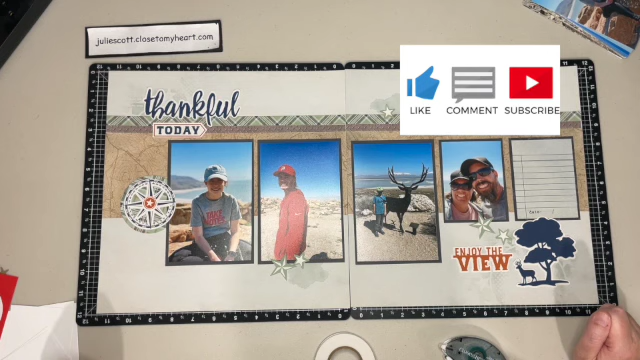 juliescott.closetomyheart.com
LIKE COMMENT SUBSCRIBE
thankful
TODAY
ENJOY THE
VIEW